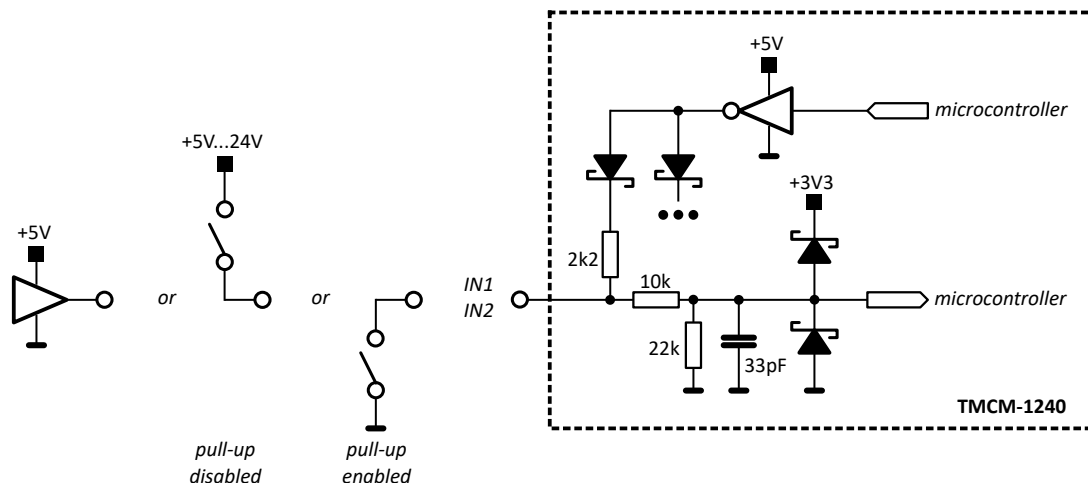 +5V
microcontroller
+5V...24V
+3V3
+5V
2k2
10k
or
or
IN1
IN2
microcontroller
22k
33pF
TMCM-1240
pull-up
disabled
pull-up
enabled